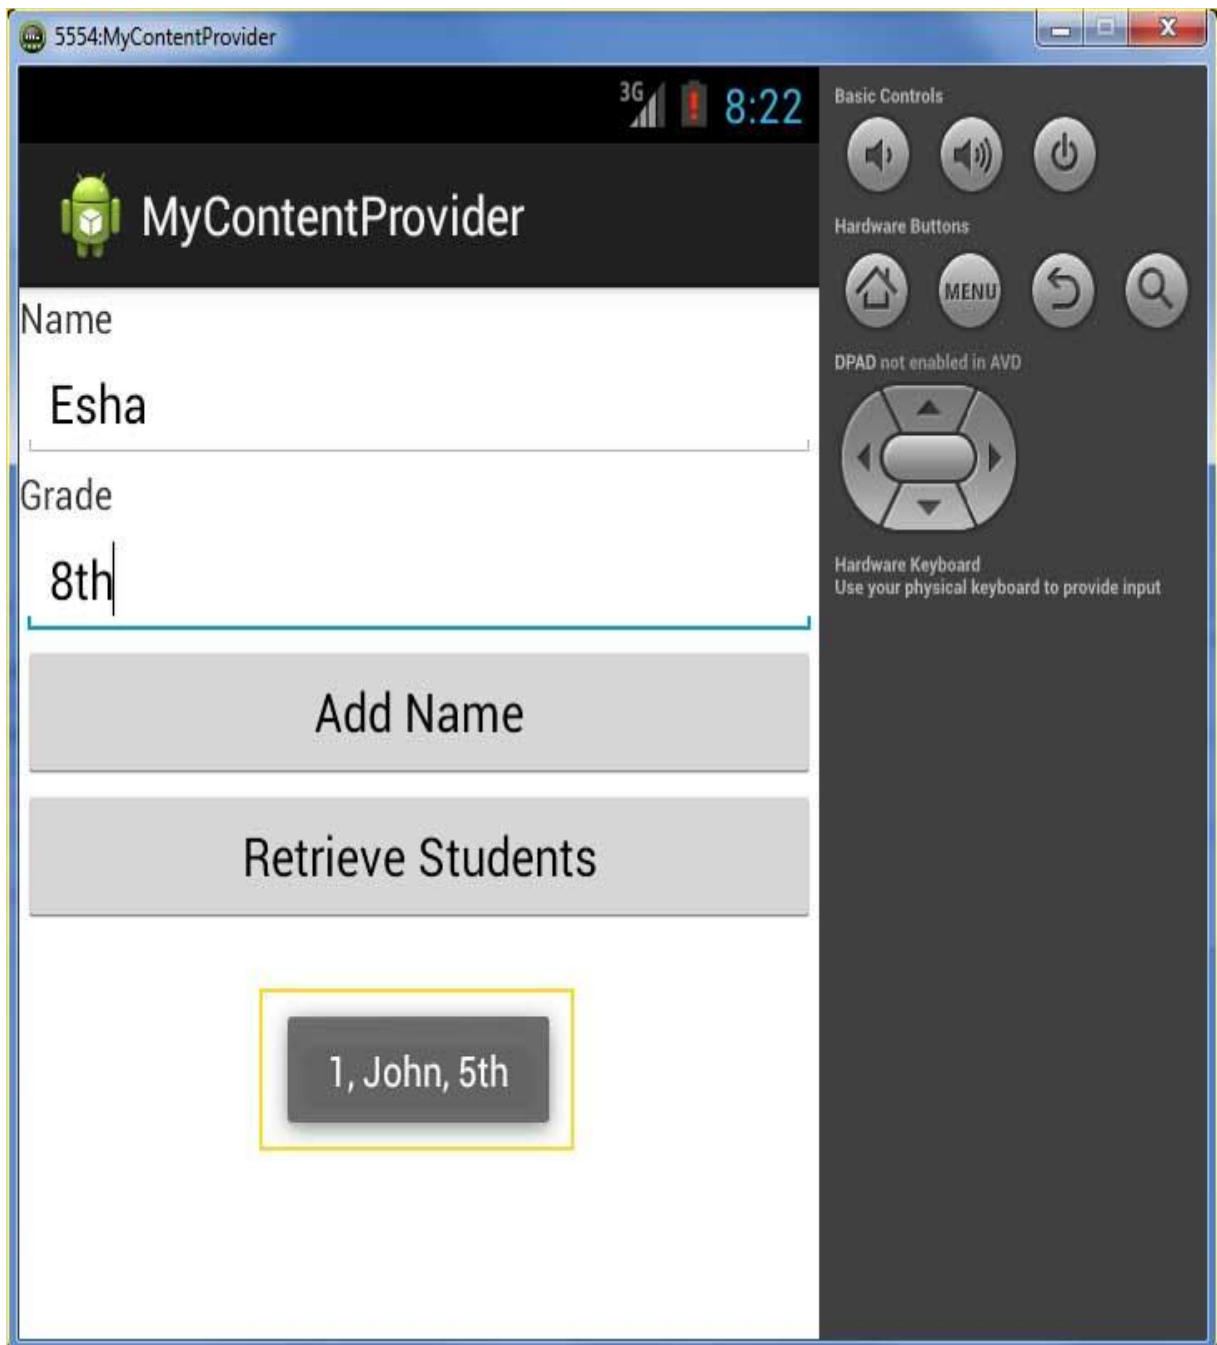 5554:MyContentProvider
3G 8:22
MyContentProvider
Name
Esha
Grade
8th
Add Name
Retrieve Students
1, John, 5th
Basic Controls
Hardware Buttons
MENU
DPAD not enabled in AVD
Hardware Keyboard
Use your physical keyboard to provide input